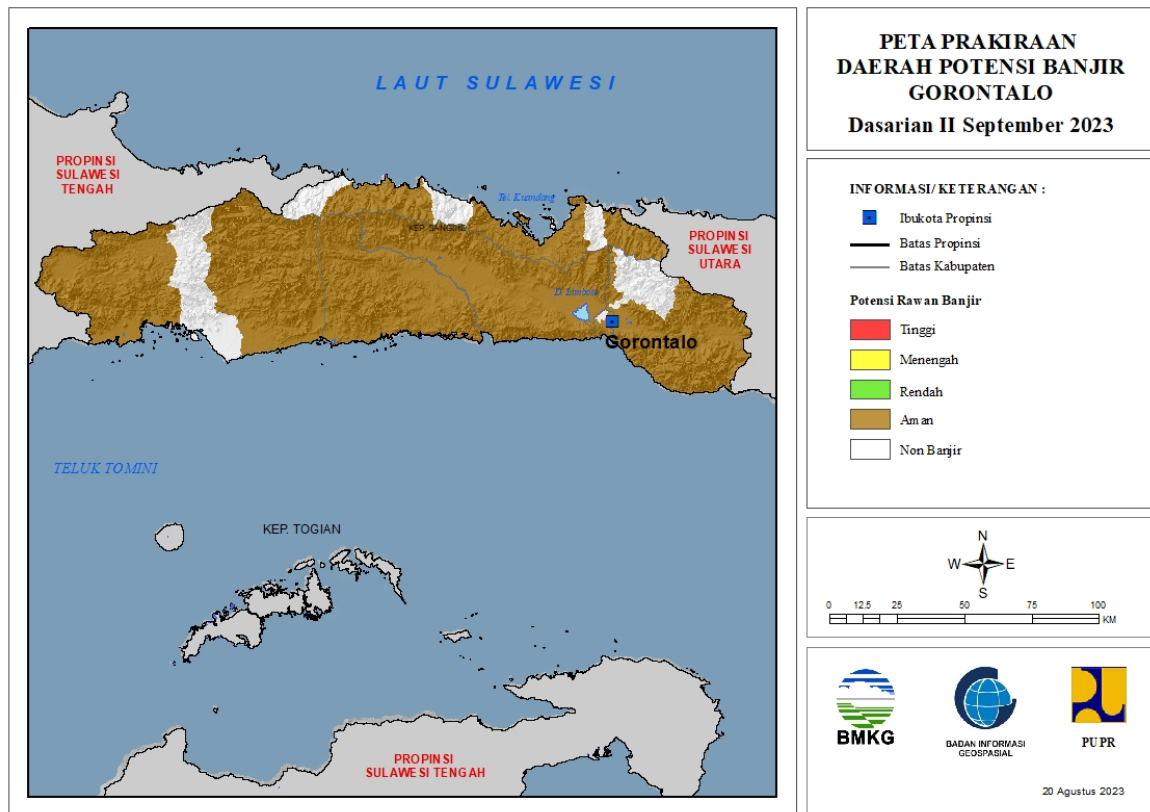 LAUT SULAWESI
PROPINSI
SULAWESI
TENGAH
Tel. Kuandang
KEP. SANGIHE
PROPINSI
SULAWESI
UTARA
Gorontalo
TELUK TOMINI
KEP. TOGIAN
PROPINSI
SULAWESI TENGAH
PETA PRAKIRAAN
DAERAH POTENSI BANJIR
GORONTALO
Dasarian II September 2023
INFORMASI/ KETERANGAN :
Ibukota Propinsi
Batas Propinsi
Batas Kabupaten
Potensi Rawan Banjir
Tinggi
Menengah
Rendah
Aman
Non Banjir
N
W E
S
0 12.5 25 50 75 100
KM
BMKG
BADAN INFORMASI
GEOSPASIAL
PUPR
20 Agustus 2023